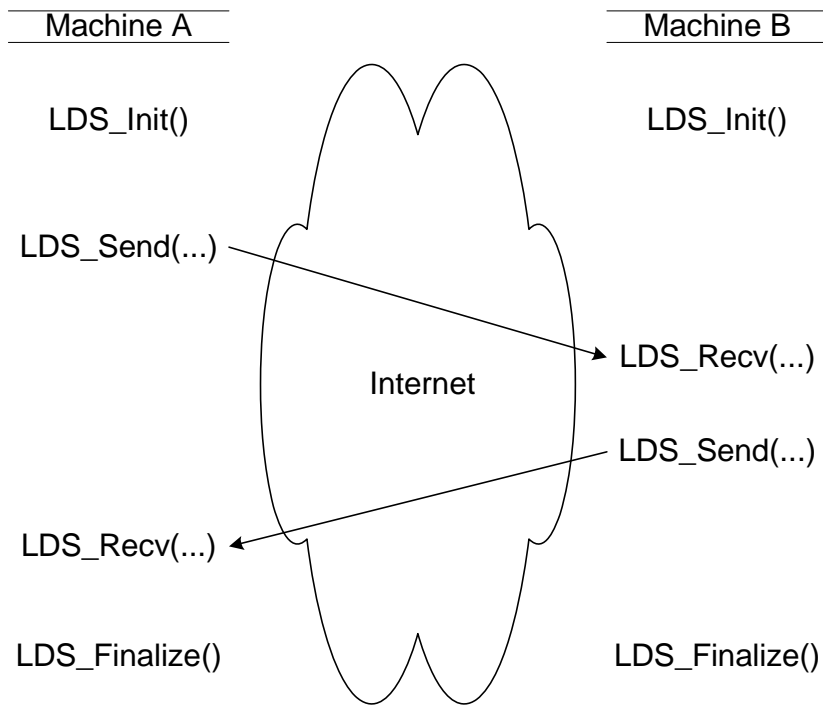 Machine A
Machine B
LDS_Init()
LDS_Init()
LDS_Send(...)
LDS_Recv(...)
Internet
LDS_Send(...)
LDS_Recv(...)
LDS_Finalize()
LDS_Finalize()